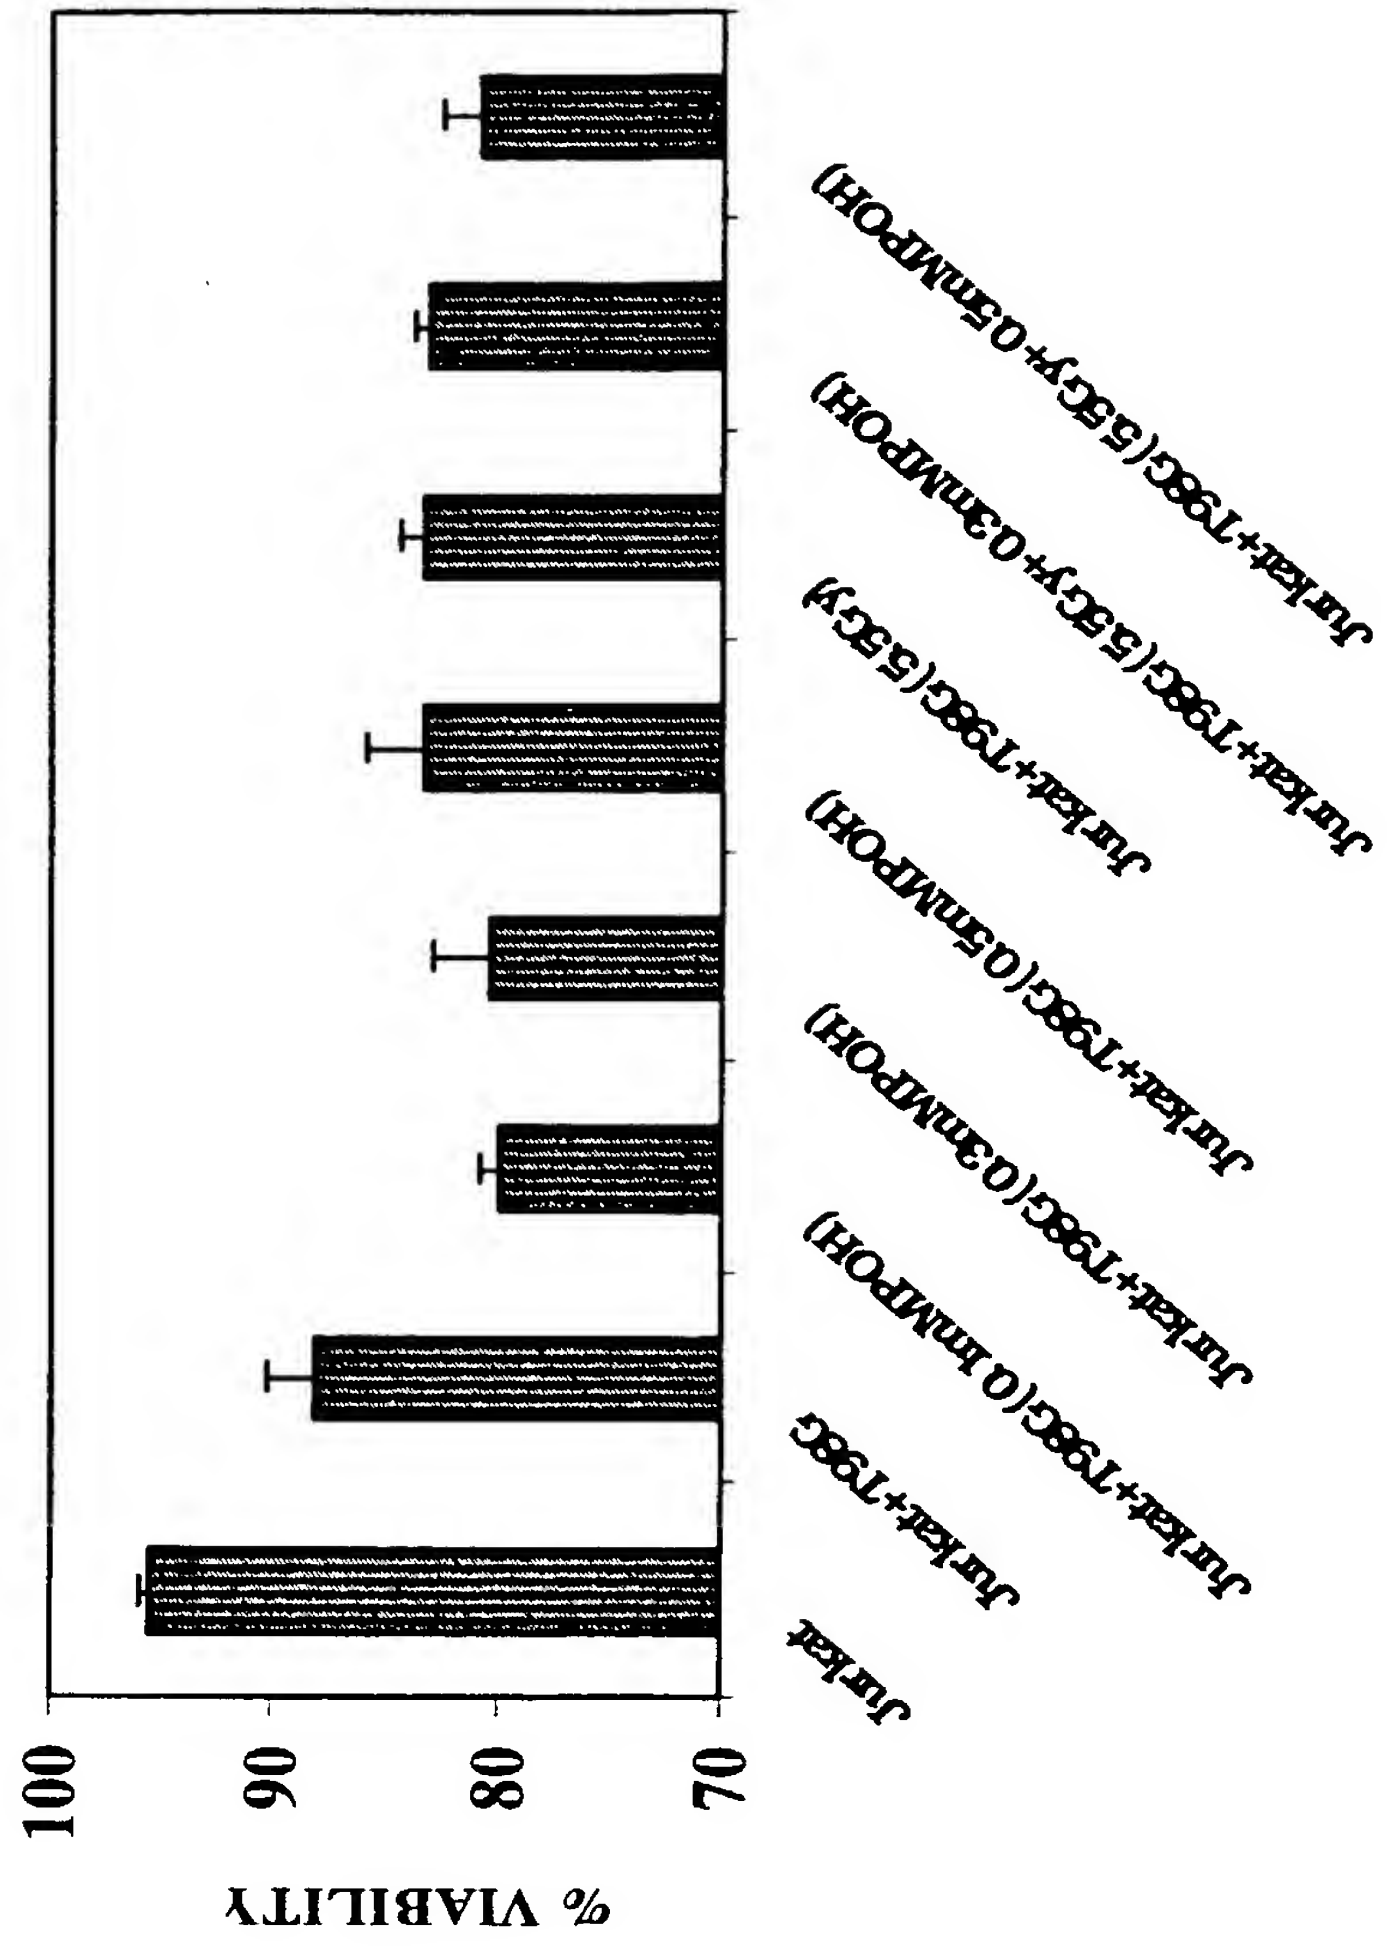 % VIABILITY
100
90
80
70
Jurkat
Jurkat+T98G
Jurkat+T98G(0.1mMPOH)
Jurkat+T98G(0.3mMPOH)
Jurkat+T98G(0.5mMPOH)
Jurkat+T98G(5.5Gy)
Jurkat+T98G(5.5Gy+0.3mMPOH)
Jurkat+T98G(5.5Gy+0.5mMPOH)